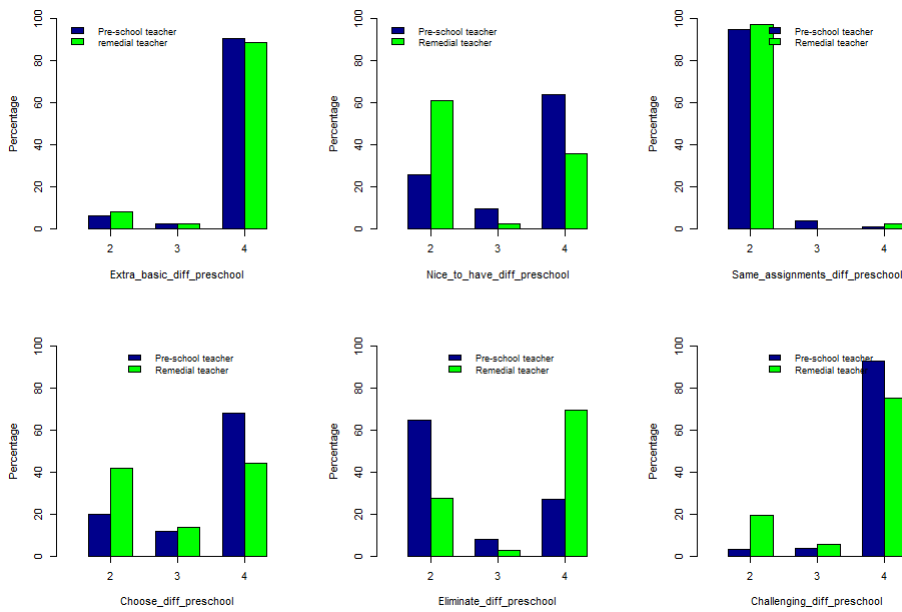 Percentage
0 20 40 60 80 100
Pre-school teacher
remedial teacher
2 3 4
Extra_basic_diff_preschool
Percentage
0 20 40 60 80 100
Pre-school teacher
Remedial teacher
2 3 4
Nice_to_have_diff_preschool
Percentage
0 20 40 60 80 100
Pre-school teacher
Remedial teacher
2 3 4
Same_assignments_diff_preschool
Percentage
0 20 40 60 80 100
Pre-school teacher
Remedial teacher
2 3 4
Choose_diff_preschool
Percentage
0 20 40 60 80 100
Pre-school teacher
Remedial teacher
2 3 4
Eliminate_diff_preschool
Percentage
0 20 40 60 80 100
Pre-school teacher
Remedial teacher
2 3 4
Challenging_diff_preschool